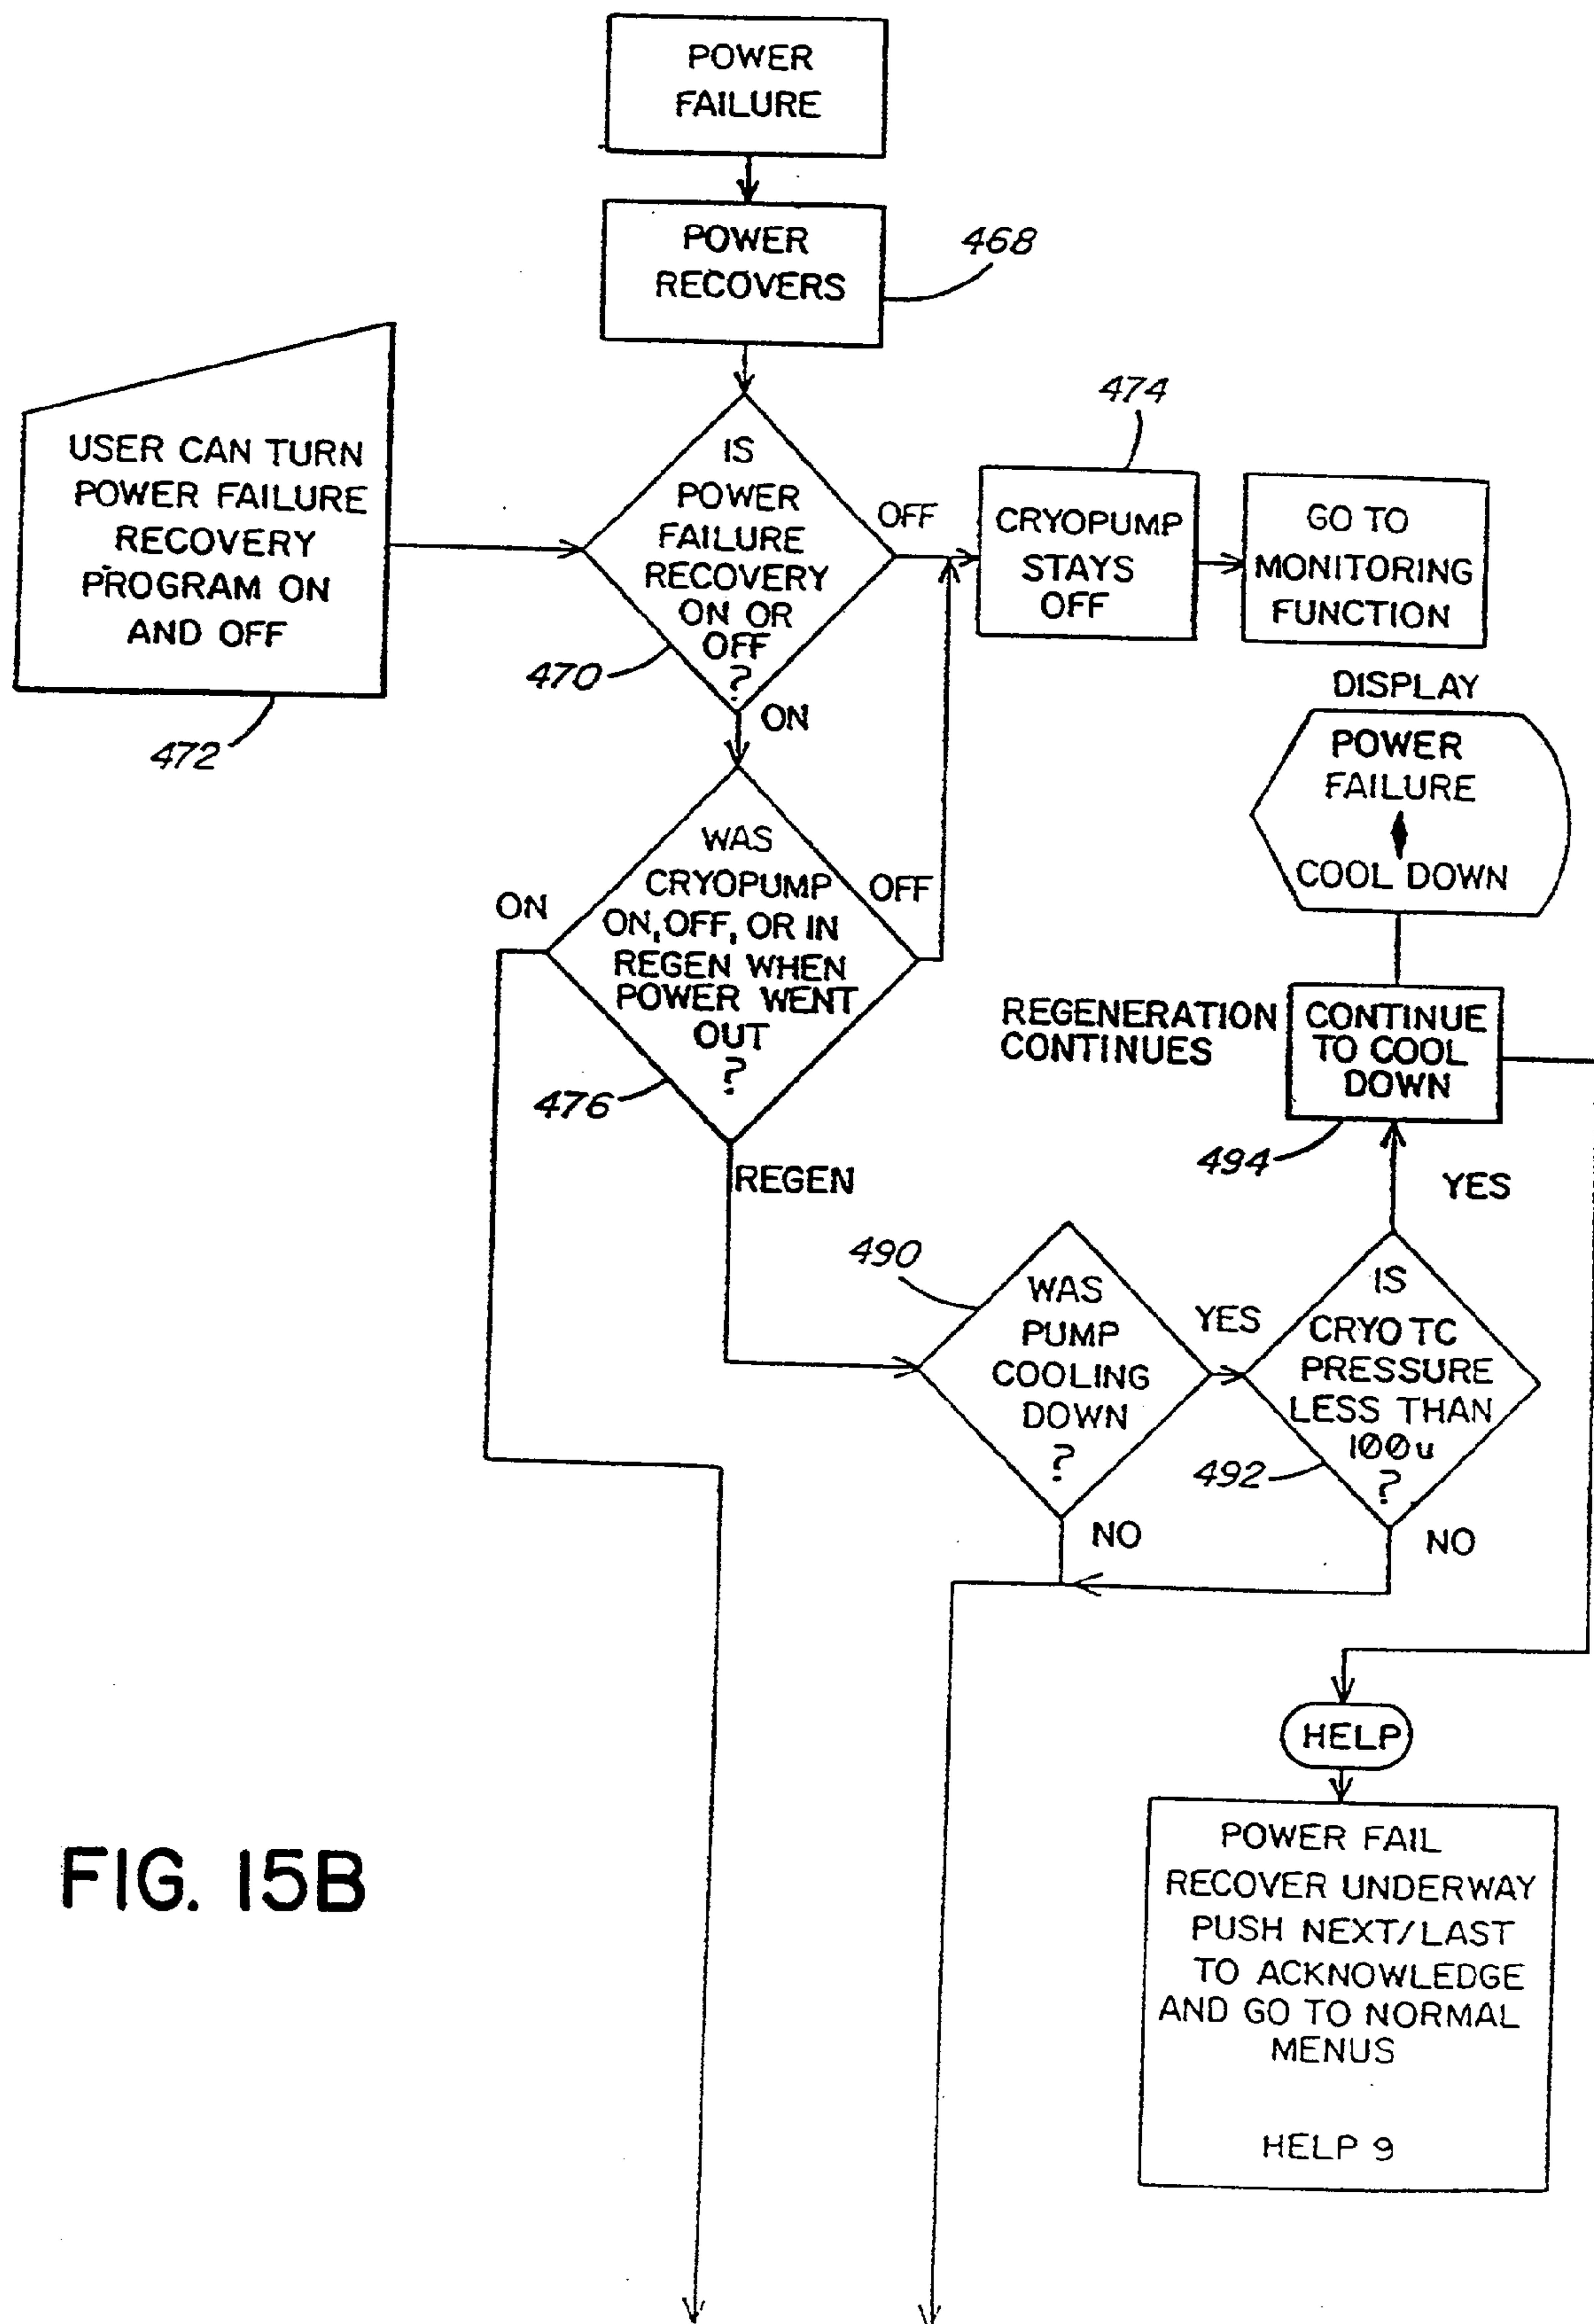 POWER
FAILURE
POWER
RECOVERS
468
USER CAN TURN
POWER FAILURE
RECOVERY
PROGRAM ON
AND OFF
472
IS
POWER
FAILURE
RECOVERY
ON OR
OFF
?
470
OFF
ON
474
CRYOPUMP
STAYS
OFF
GO TO
MONITORING
FUNCTION
DISPLAY
POWER
FAILURE
COOL DOWN
WAS
CRYOPUMP
ON, OFF, OR IN
REGEN WHEN
POWER WENT
OUT
?
476
ON
OFF
REGEN
REGENERATION
CONTINUES
CONTINUE
TO COOL
DOWN
494
YES
490
WAS
PUMP
COOLING
DOWN
?
YES
NO
IS
CRYO TC
PRESSURE
LESS THAN
100u
?
492
NO
HELP
POWER FAIL
RECOVER UNDERWAY
PUSH NEXT/LAST
TO ACKNOWLEDGE
AND GO TO NORMAL
MENUS
HELP 9
FIG. 15B